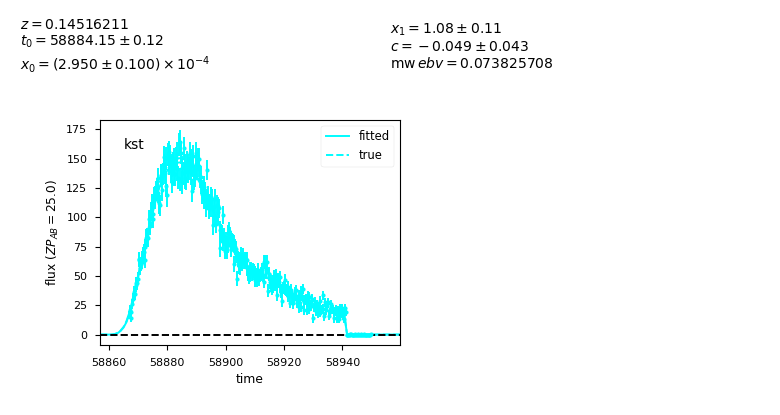 z = 0.14516211
t₀ = 58884.15 ± 0.12
x₀ = (2.950 ± 0.100) × 10⁻⁴
x₁ = 1.08 ± 0.11
c = −0.049 ± 0.043
mw ebv = 0.073825708
kst
fitted
true
flux (ZP_AB = 25.0)
175
150
125
100
75
50
25
0
58860 58880 58900 58920 58940
time